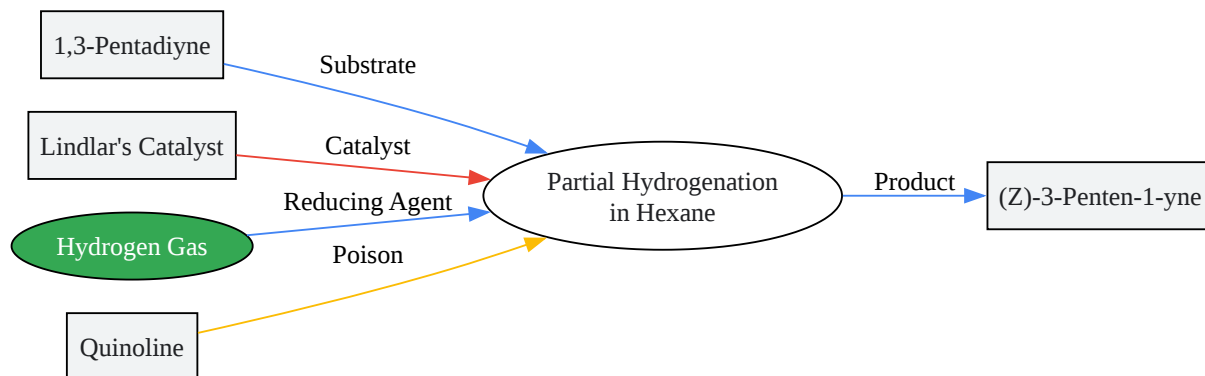 1,3-Pentadiyne
Substrate
Lindlar's Catalyst
Catalyst
Hydrogen Gas
Reducing Agent
Quinoline
Poison
Partial Hydrogenation
in Hexane
Product
(Z)-3-Penten-1-yne